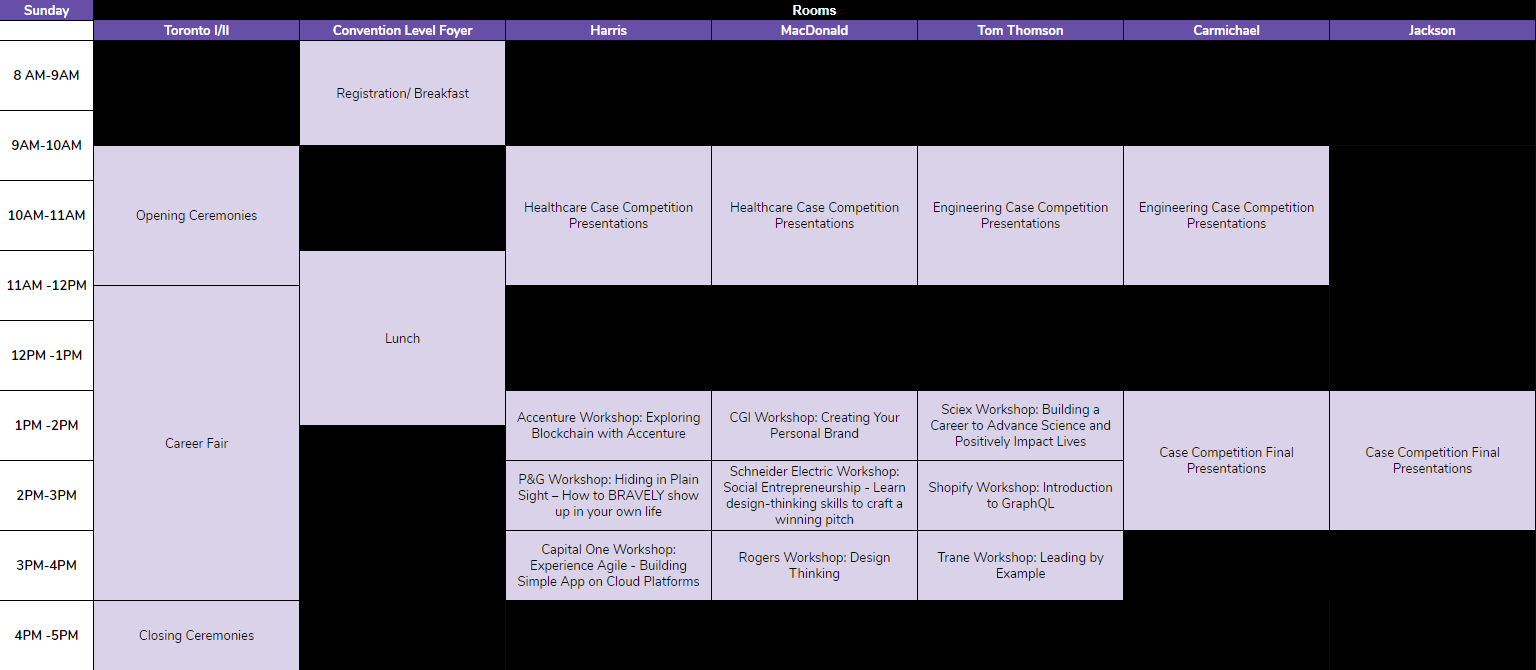 Sunday
Rooms
Toronto I/II
Convention Level Foyer
Harris
MacDonald
Tom Thomson
Carmichael
Jackson
8 AM-9AM
Registration/ Breakfast
9AM-10AM
10AM-11AM
Opening Ceremonies
Healthcare Case Competition
Presentations
Healthcare Case Competition
Presentations
Engineering Case Competition
Presentations
Engineering Case Competition
Presentations
11AM -12PM
Lunch
12PM -1PM
1PM -2PM
Career Fair
Accenture Workshop: Exploring
Blockchain with Accenture
CGI Workshop: Creating Your
Personal Brand
Sciex Workshop: Building a
Career to Advance Science and
Positively Impact Lives
Case Competition Final
Presentations
Case Competition Final
Presentations
2PM-3PM
P&G Workshop: Hiding in Plain
Sight – How to BRAVELY show
up in your own life
Schneider Electric Workshop:
Social Entrepreneurship - Learn
design-thinking skills to craft a
winning pitch
Shopify Workshop: Introduction
to GraphQL
3PM-4PM
Capital One Workshop:
Experience Agile - Building
Simple App on Cloud Platforms
Rogers Workshop: Design
Thinking
Trane Workshop: Leading by
Example
4PM -5PM
Closing Ceremonies